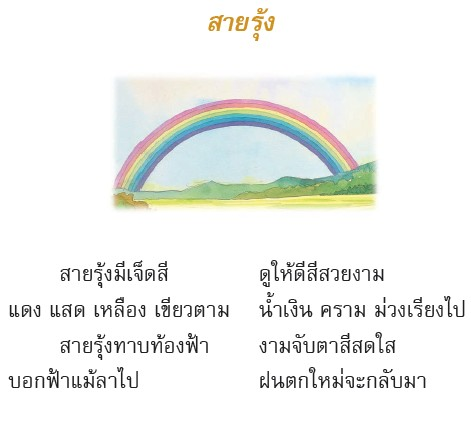 สายรุ้ง
สายรุ้งมีเจ็ดสี ดูให้ดีสีสวยงาม
แดง แสด เหลือง เขียวตาม น้ำเงิน คราม ม่วงเรียงไป
สายรุ้งทาบท้องฟ้า งามจับตาสีสดใส
บอกฟ้าแม้ลาไป ฝนตกใหม่จะกลับมา